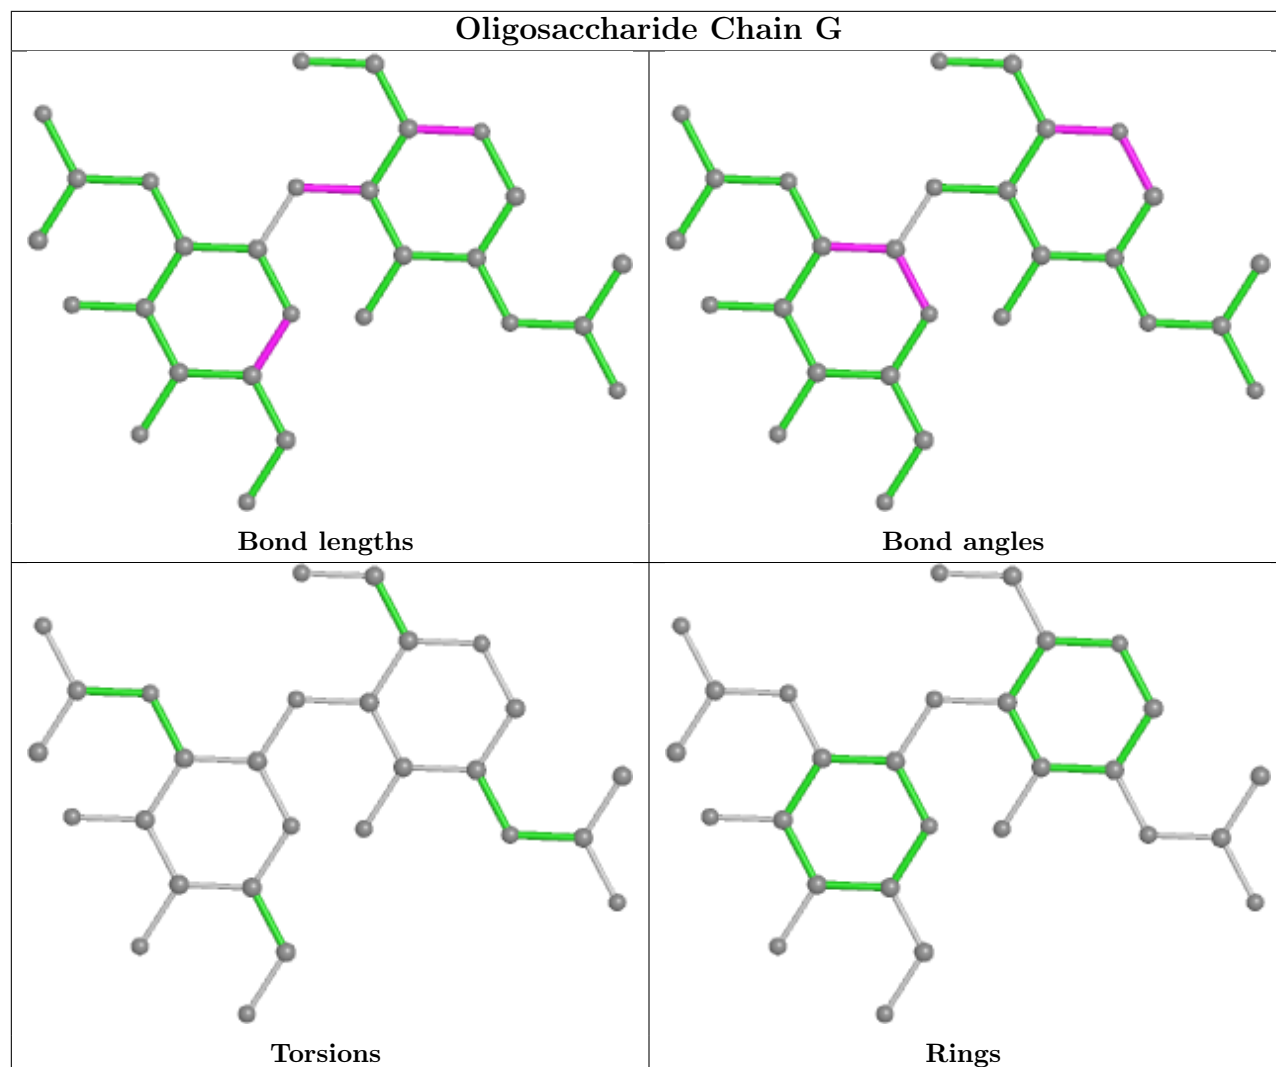 Oligosaccharide Chain G
Bond lengths
Bond angles
Torsions
Rings